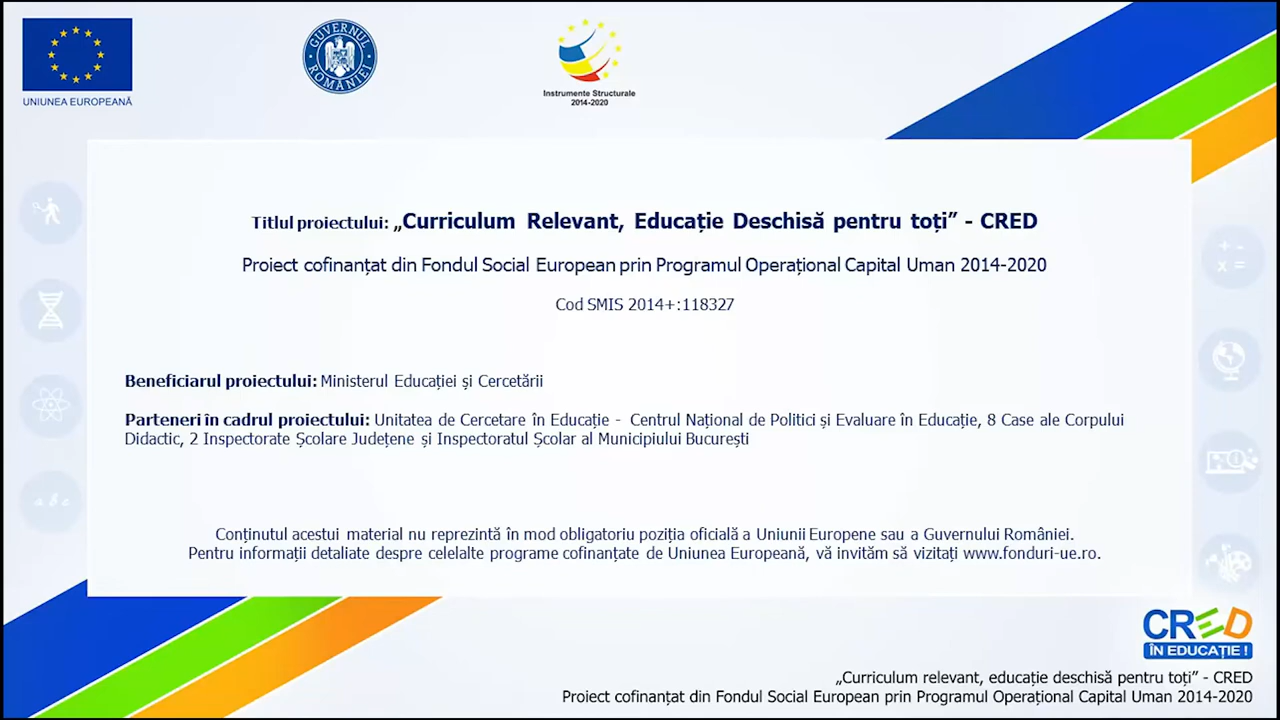 UNIUNEA EUROPEANĂ
GUVERNUL ROMÂNIEI
Instrumente Structurale
2014-2020
Titlul proiectului: „Curriculum Relevant, Educație Deschisă pentru toți” - CRED
Proiect cofinanțat din Fondul Social European prin Programul Operațional Capital Uman 2014-2020
Cod SMIS 2014+:118327
Beneficiarul proiectului: Ministerul Educației și Cercetării
Parteneri în cadrul proiectului: Unitatea de Cercetare în Educație - Centrul Național de Politici și Evaluare în Educație, 8 Case ale Corpului
Didactic, 2 Inspectorate Școlare Județene și Inspectoratul Școlar al Municipiului București
a b c
Conținutul acestui material nu reprezintă în mod obligatoriu poziția oficială a Uniunii Europene sau a Guvernului României.
Pentru informații detaliate despre celelalte programe cofinanțate de Uniunea Europeană, vă invităm să vizitați www.fonduri-ue.ro.
CRED
ÎN EDUCAȚIE !
„Curriculum relevant, educație deschisă pentru toți” - CRED
Proiect cofinanțat din Fondul Social European prin Programul Operațional Capital Uman 2014-2020